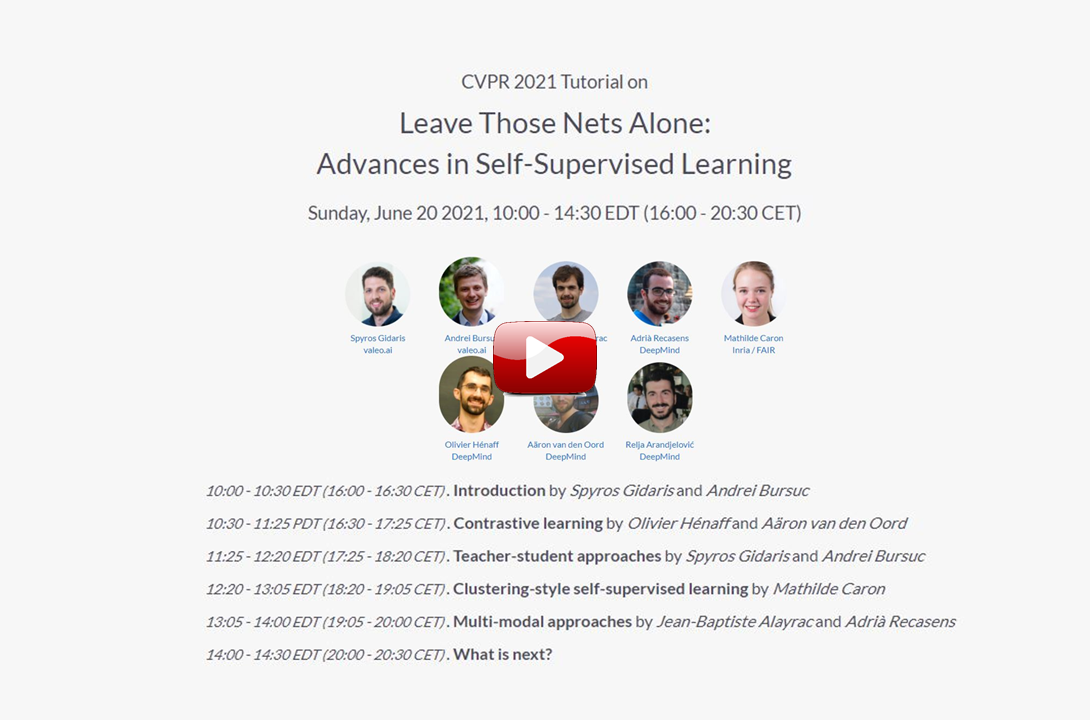 CVPR 2021 Tutorial on
Leave Those Nets Alone:
Advances in Self-Supervised Learning
Sunday, June 20 2021, 10:00 - 14:30 EDT (16:00 - 20:30 CET)
Spyros Gidaris
valeo.ai
Andrei
valeo.ai
Adrià Recasens
DeepMind
Mathilde Caron
Inria / FAIR
Olivier Hénaff
DeepMind
Aäron van den Oord
DeepMind
Relja Arandjelović
DeepMind
10:00 - 10:30 EDT (16:00 - 16:30 CET). Introduction by Spyros Gidaris and Andrei Bursuc
10:30 - 11:25 PDT (16:30 - 17:25 CET). Contrastive learning by Olivier Hénaff and Aäron van den Oord
11:25 - 12:20 EDT (17:25 - 18:20 CET). Teacher-student approaches by Spyros Gidaris and Andrei Bursuc
12:20 - 13:05 EDT (18:20 - 19:05 CET). Clustering-style self-supervised learning by Mathilde Caron
13:05 - 14:00 EDT (19:05 - 20:00 CET). Multi-modal approaches by Jean-Baptiste Alayrac and Adrià Recasens
14:00 - 14:30 EDT (20:00 - 20:30 CET). What is next?